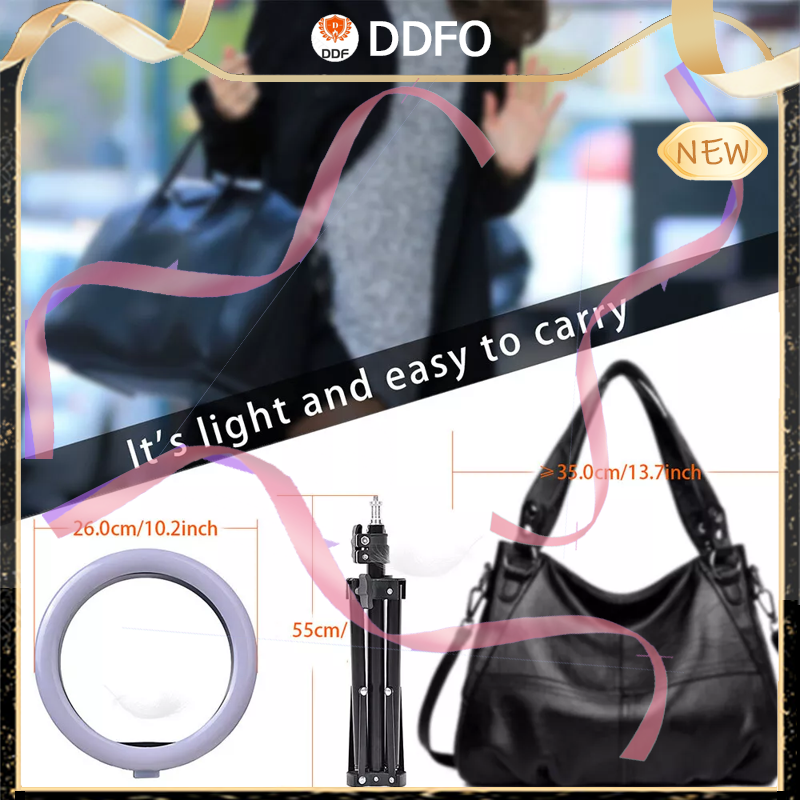 DDF
DDFO
NEW
It's light and easy to carry
≥35.0cm/13.7inch
26.0cm/10.2inch
55cm/